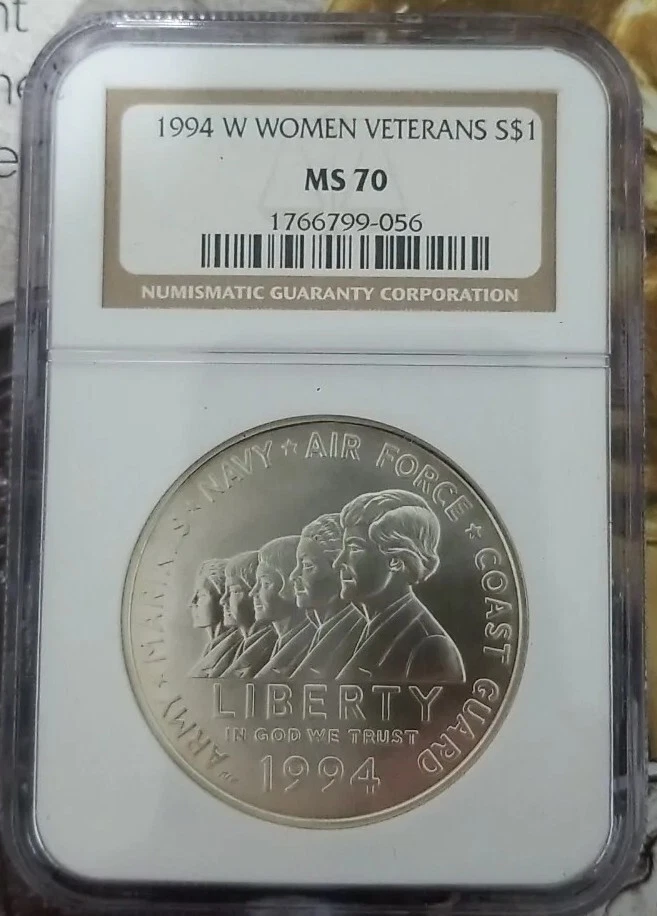 1994 W WOMEN VETERANS S$1
MS 70
1766799-056
NUMISMATIC GUARANTY CORPORATION
ARMY ★ MARINES ★ NAVY ★ AIR FORCE ★ COAST GUARD
LIBERTY
IN GOD WE TRUST
1994